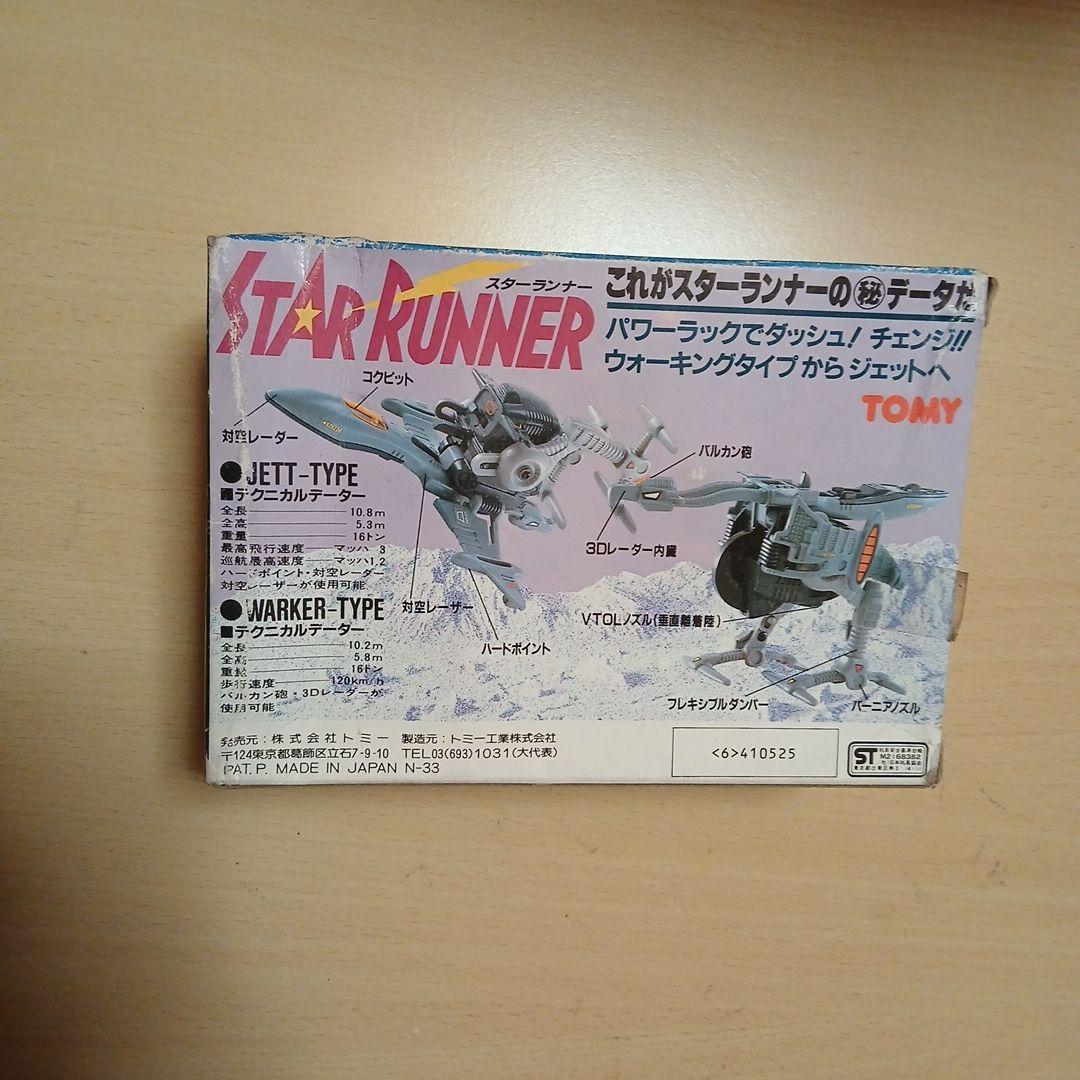 STAR RUNNER
スターランナー
これがスターランナーの㊙データだ
パワーラックでダッシュ! チェンジ!!
ウォーキングタイプからジェットへ
TOMY
コクピット
対空レーダー
バルカン砲
3Dレーダー内臓
対空レーザー
ハードポイント
VTOLノズル(垂直離着陸)
フレキシブルダンパー
バーニアノズル
●JETT-TYPE
■テクニカルデーター
全長 10.8m
全高 5.3m
重量 16トン
最高飛行速度 マッハ 3
巡航最高速度 マッハ1.2
ハードポイント・対空レーダー
対空レーザーが使用可能
●WARKER-TYPE
■テクニカルデーター
全長 10.2m
全高 5.8m
重量 16トン
歩行速度 120km/h
バルカン砲・3Dレーダーが
使用可能
発売元:株式会社トミー 製造元:トミー工業株式会社
〒124東京都葛飾区立石7-9-10 TEL03(693)1031(大代表)
PAT.P. MADE IN JAPAN N-33
<6>410525
ST
M2168382